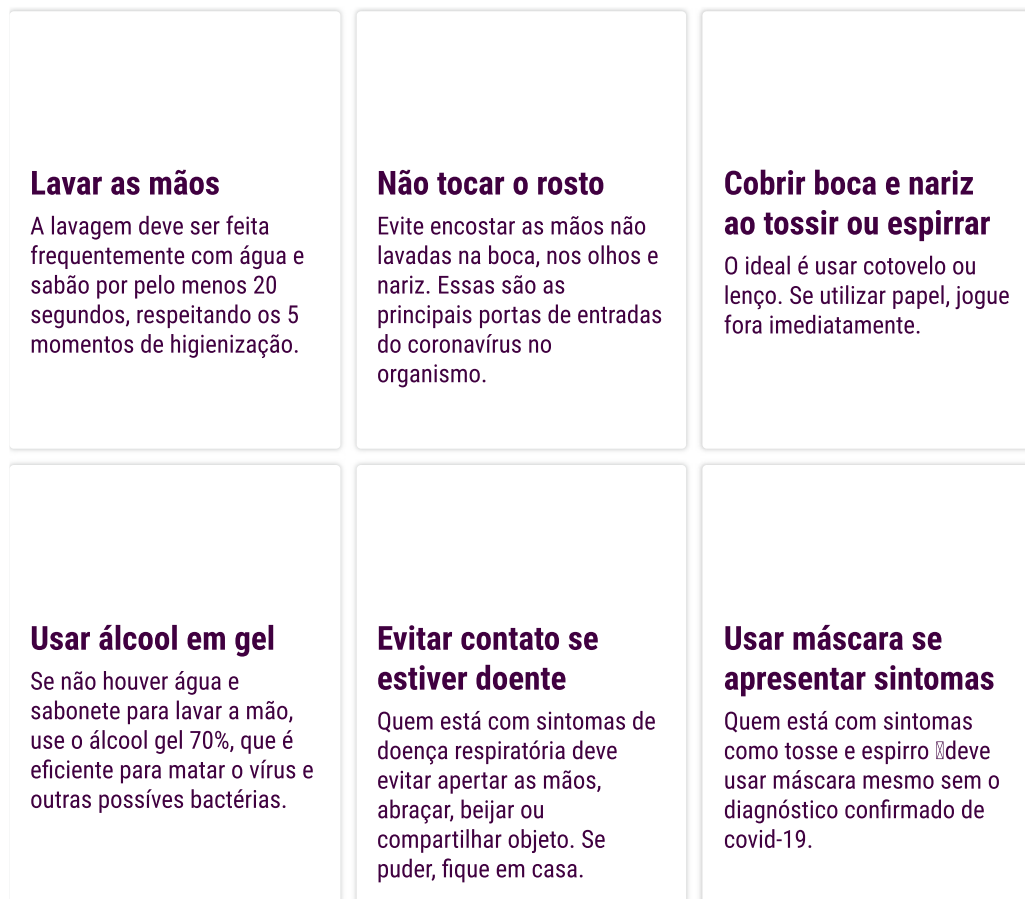 Lavar as mãos
A lavagem deve ser feita
frequentemente com água e
sabão por pelo menos 20
segundos, respeitando os 5
momentos de higienização.
Não tocar o rosto
Evite encostar as mãos não
lavadas na boca, nos olhos e
nariz. Essas são as
principais portas de entradas
do coronavírus no
organismo.
Cobrir boca e nariz
ao tossir ou espirrar
O ideal é usar cotovelo ou
lenço. Se utilizar papel, jogue
fora imediatamente.
Usar álcool em gel
Se não houver água e
sabonete para lavar a mão,
use o álcool gel 70%, que é
eficiente para matar o vírus e
outras possíves bactérias.
Evitar contato se
estiver doente
Quem está com sintomas de
doença respiratória deve
evitar apertar as mãos,
abraçar, beijar ou
compartilhar objeto. Se
puder, fique em casa.
Usar máscara se
apresentar sintomas
Quem está com sintomas
como tosse e espirro deve
usar máscara mesmo sem o
diagnóstico confirmado de
covid-19.